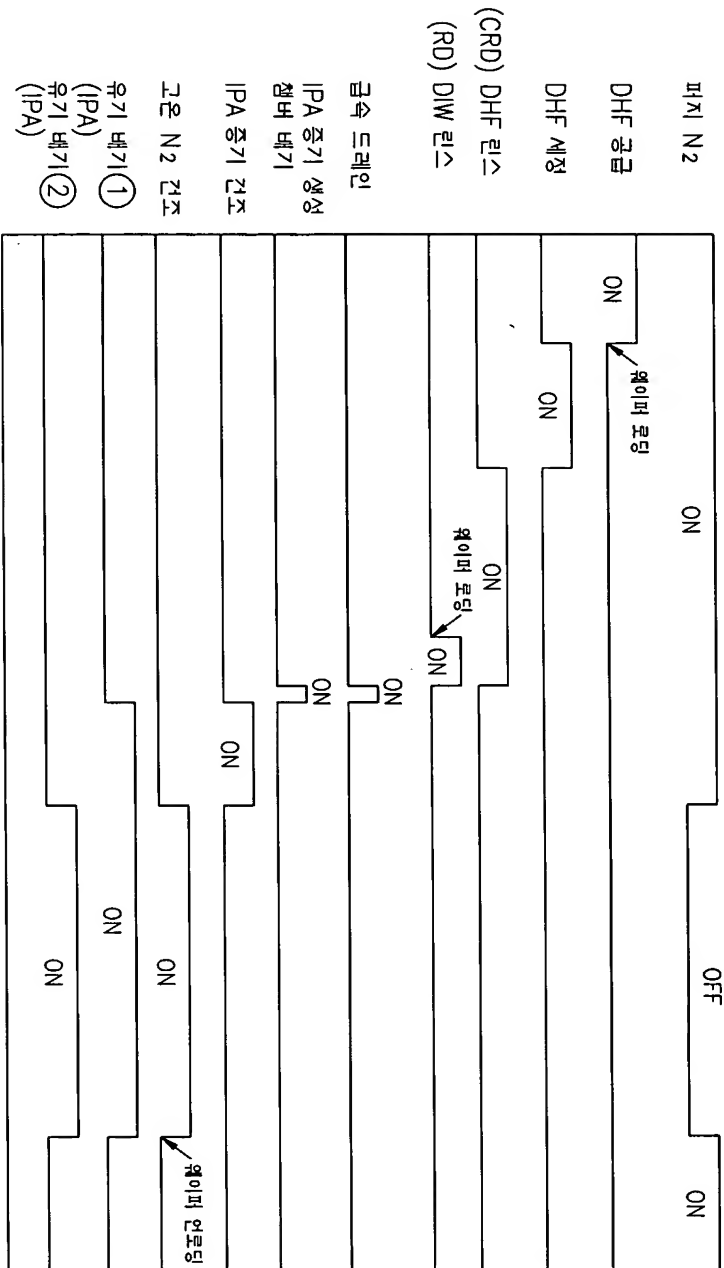 퍼지 N2
ON
OFF
ON
DHF 공급
ON
웨이퍼 로딩
DHF 세정
ON
(CRD) DHF 린스
ON
(RD) DIW 린스
웨이퍼 로딩
ON
급속 드레인
ON
IPA 증기 생성
챔버 배기
ON
IPA 증기 건조
ON
고온 N2 건조
ON
웨이퍼 언로딩
유기 배기①
(IPA)
ON
유기 배기②
(IPA)
ON